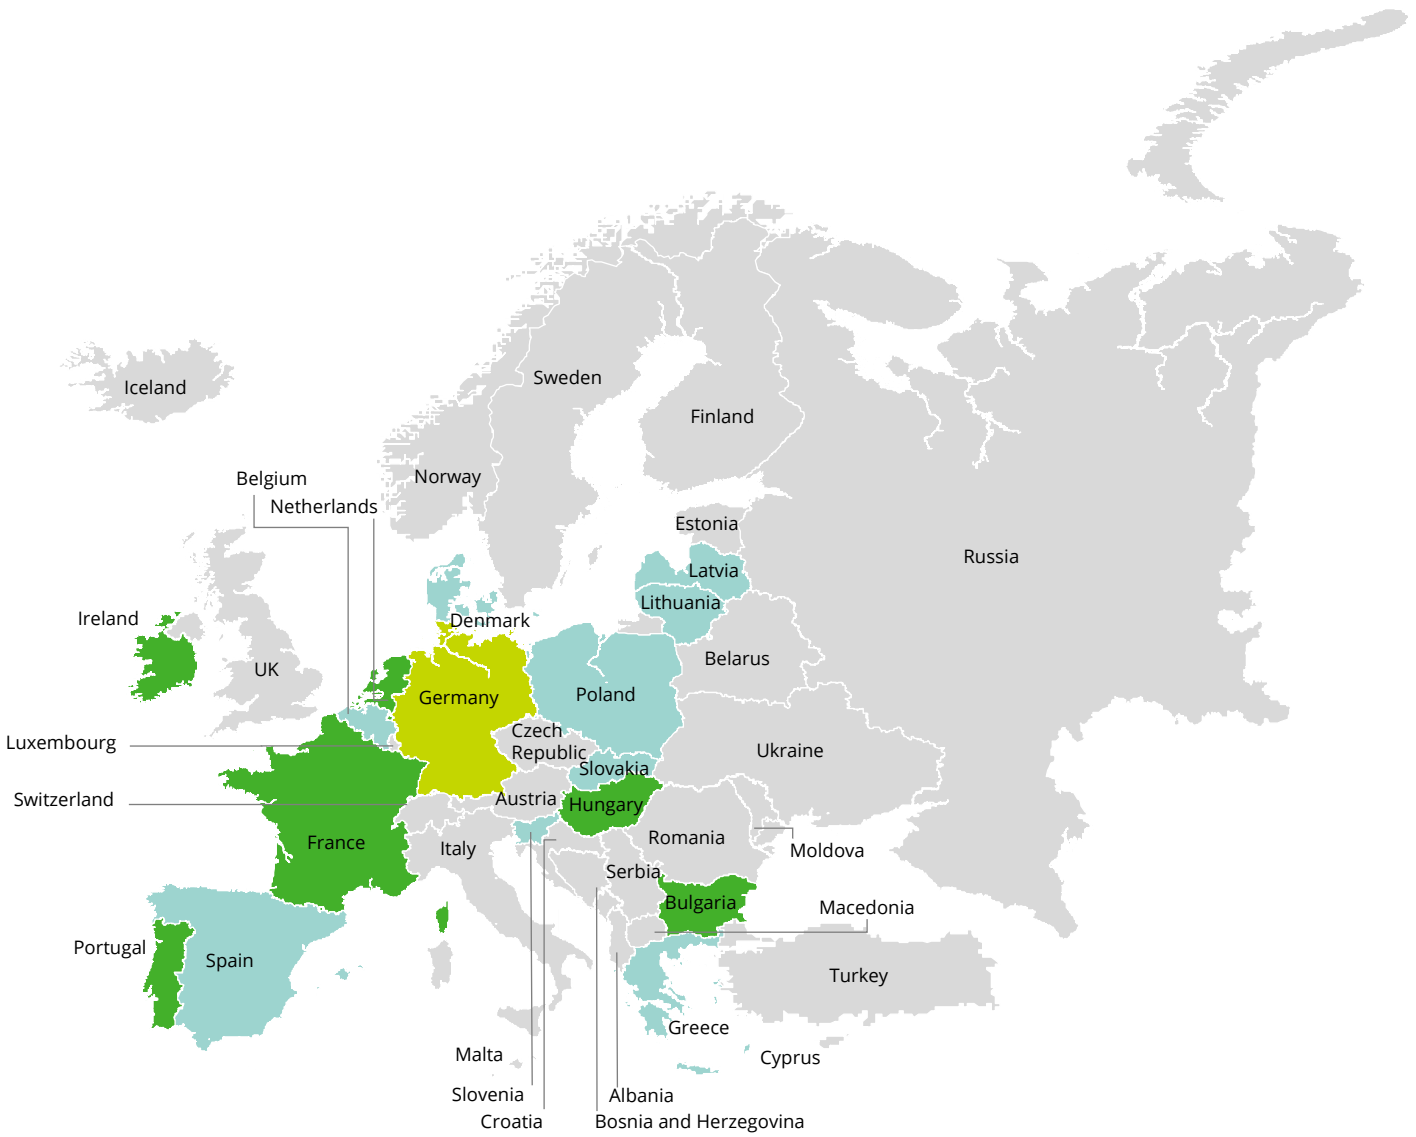 Iceland
Sweden
Finland
Norway
Belgium
Netherlands
Estonia
Russia
Latvia
Lithuania
Ireland
Denmark
UK
Belarus
Germany
Poland
Czech
Republic
Luxembourg
Ukraine
Slovakia
Switzerland
Austria
Hungary
France
Italy
Romania
Moldova
Serbia
Bulgaria
Macedonia
Portugal
Spain
Turkey
Greece
Malta
Cyprus
Slovenia
Albania
Croatia
Bosnia and Herzegovina